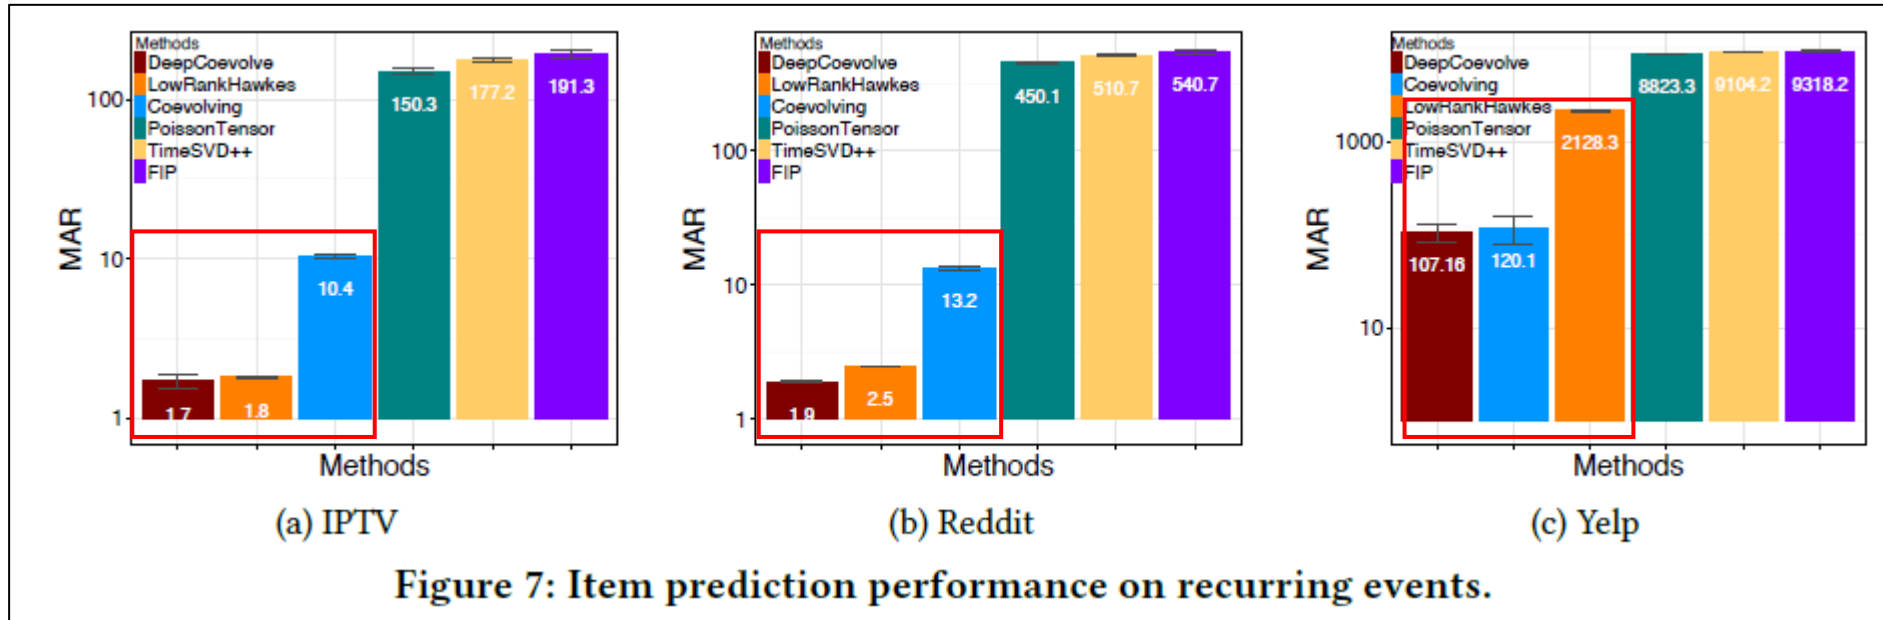 Methods
DeepCoevolve
LowRankHawkes
Coevolving
PoissonTensor
TimeSVD++
FIP
MAR
100
10
1
1.7
1.8
10.4
150.3
177.2
191.3
Methods
(a) IPTV
Methods
DeepCoevolve
LowRankHawkes
Coevolving
PoissonTensor
TimeSVD++
FIP
MAR
100
10
1
1.9
2.5
13.2
450.1
510.7
540.7
Methods
(b) Reddit
Methods
DeepCoevolve
Coevolving
LowRankHawkes
PoissonTensor
TimeSVD++
FIP
MAR
1000
10
107.16
120.1
2128.3
8823.3
9104.2
9318.2
Methods
(c) Yelp
Figure 7: Item prediction performance on recurring events.